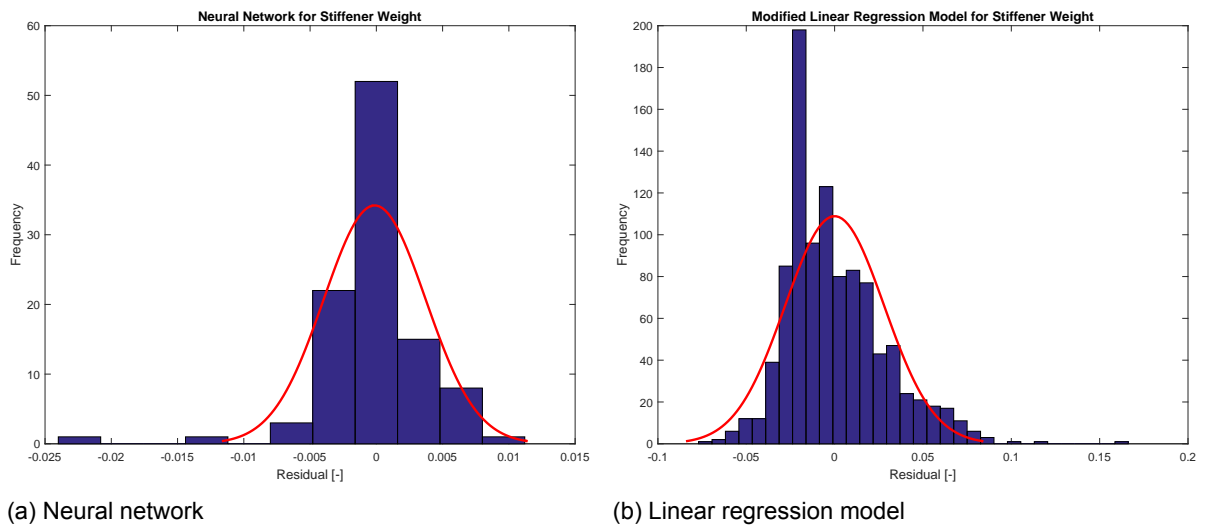 Neural Network for Stiffener Weight
60
50
40
30
20
10
0
Frequency
-0.025 -0.02 -0.015 -0.01 -0.005 0 0.005 0.01 0.015
Residual [-]
(a) Neural network
Modified Linear Regression Model for Stiffener Weight
200
180
160
140
120
100
80
60
40
20
0
Frequency
-0.1 -0.05 0 0.05 0.1 0.15 0.2
Residual [-]
(b) Linear regression model